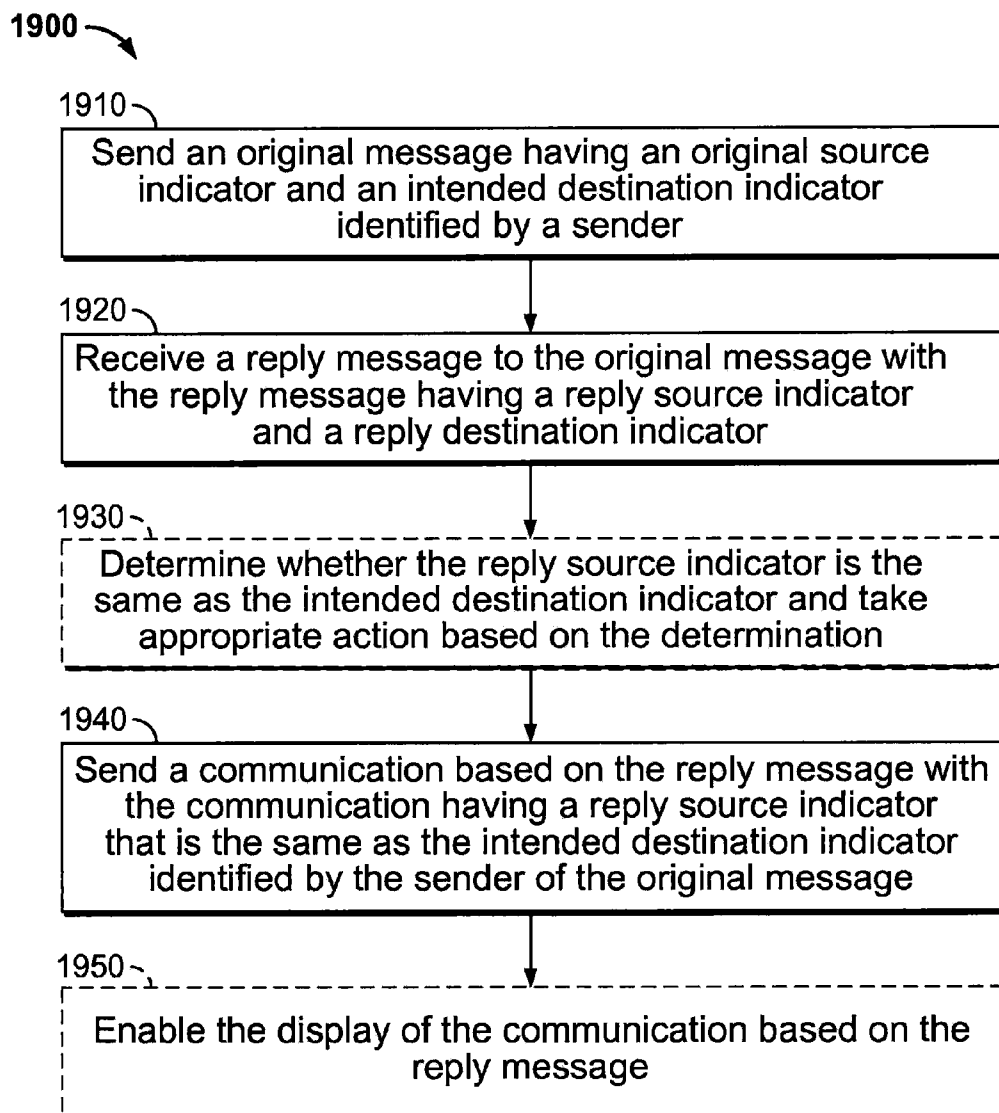 1900
1910
Send an original message having an original source
indicator and an intended destination indicator
identified by a sender
1920
Receive a reply message to the original message with
the reply message having a reply source indicator
and a reply destination indicator
1930
Determine whether the reply source indicator is the
same as the intended destination indicator and take
appropriate action based on the determination
1940
Send a communication based on the reply message with
the communication having a reply source indicator
that is the same as the intended destination indicator
identified by the sender of the original message
1950
Enable the display of the communication based on the
reply message